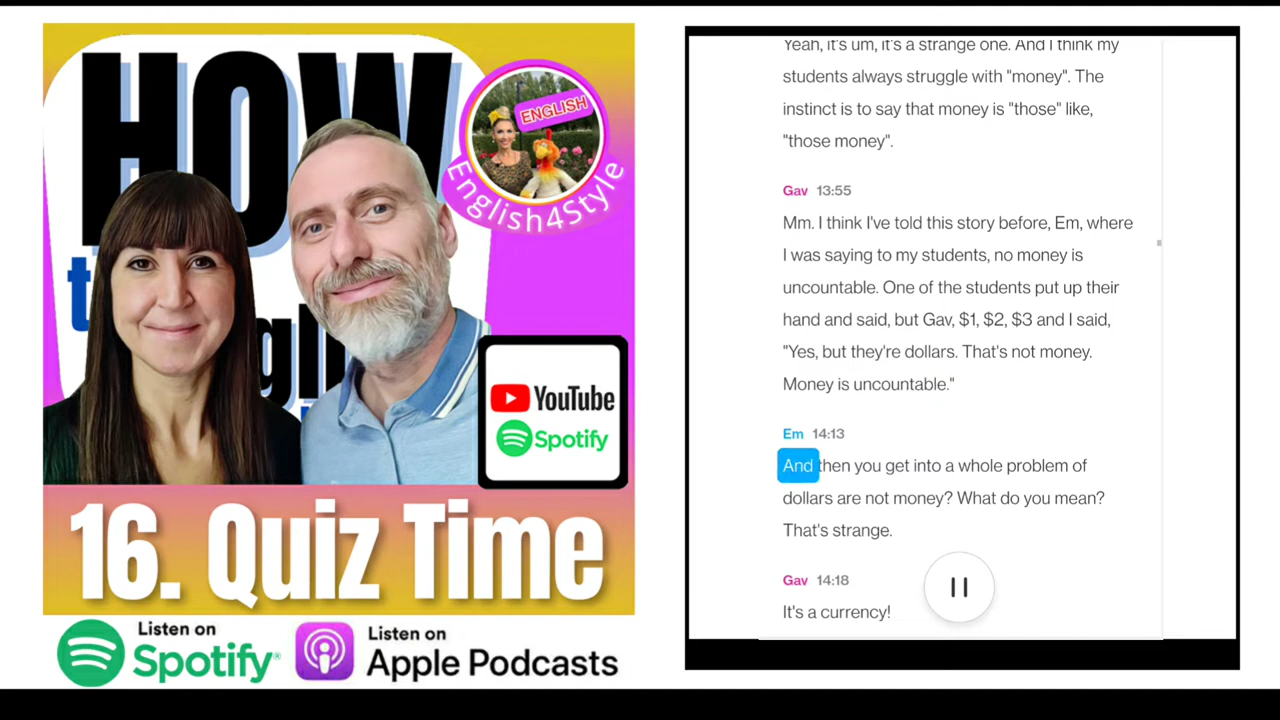 HOW
t
gli
ENGLISH
English4Style
YouTube
Spotify
16. Quiz Time
Listen on
Spotify
Listen on
Apple Podcasts
Yeah, it's um, it's a strange one. And I think my
students always struggle with "money". The
instinct is to say that money is "those" like,
"those money".
Gav 13:55
Mm. I think I've told this story before, Em, where
I was saying to my students, no money is
uncountable. One of the students put up their
hand and said, but Gav, $1, $2, $3 and I said,
"Yes, but they're dollars. That's not money.
Money is uncountable."
Em 14:13
And then you get into a whole problem of
dollars are not money? What do you mean?
That's strange.
Gav 14:18
It's a currency!